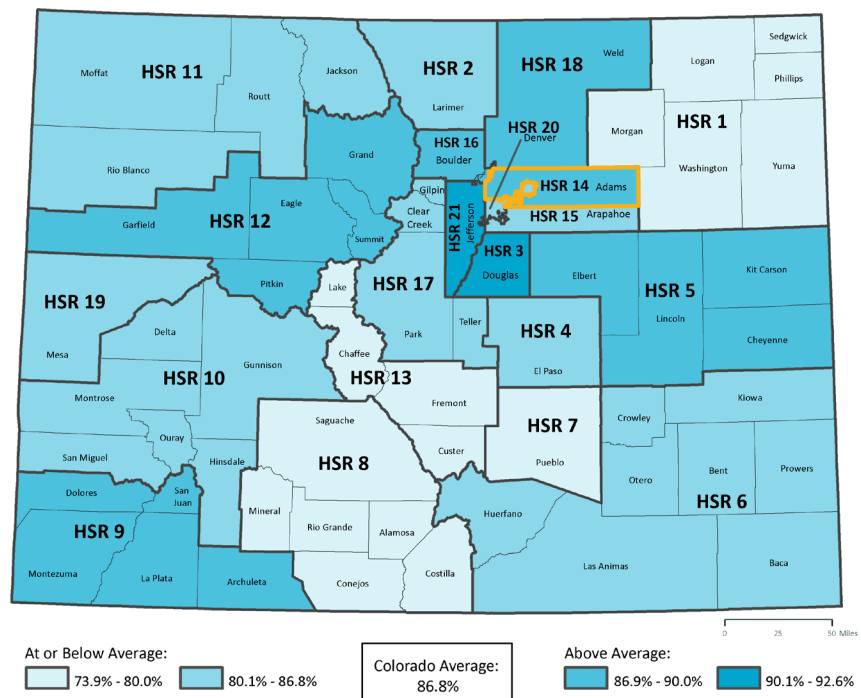 Sedgwick
HSR 11
Moffat
Routt
Jackson
HSR 2
Larimer
HSR 18
Weld
Logan
Phillips
HSR 1
Morgan
Washington
Yuma
HSR 20
Denver
HSR 16
Boulder
Grand
Rio Blanco
Gilpin
HSR 14
Adams
HSR 15
Arapahoe
HSR 12
Garfield
Eagle
Summit
Pitkin
Clear
Creek
HSR 21
Jefferson
HSR 3
Douglas
Elbert
HSR 5
Lincoln
Kit Carson
Cheyenne
HSR 19
Mesa
Lake
HSR 17
Park
Teller
HSR 4
El Paso
Delta
HSR 10
Gunnison
Montrose
Chaffee
HSR 13
Fremont
Custer
HSR 7
Pueblo
Crowley
Kiowa
Ouray
San Miguel
Hinsdale
Saguache
HSR 8
Otero
Bent
Prowers
HSR 6
Dolores
San
Juan
HSR 9
Montezuma
La Plata
Archuleta
Mineral
Rio Grande
Alamosa
Conejos
Costilla
Huerfano
Las Animas
Baca
0 25 50 Miles
At or Below Average:
73.9% - 80.0%
80.1% - 86.8%
Colorado Average:
86.8%
Above Average:
86.9% - 90.0%
90.1% - 92.6%